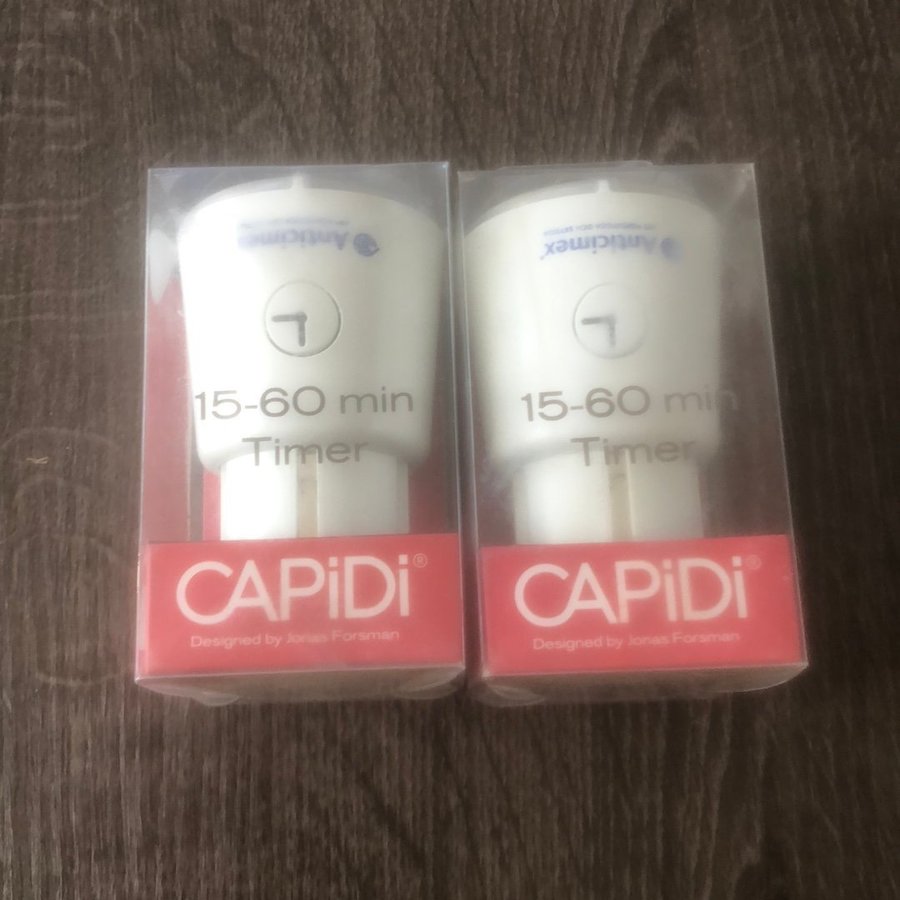 Anticimex
15-60 min
Timer
CAPiDi®
Designed by Jonas Forsman
Anticimex®
15-60 min
Timer
CAPiDi®
Designed by Jonas Forsman